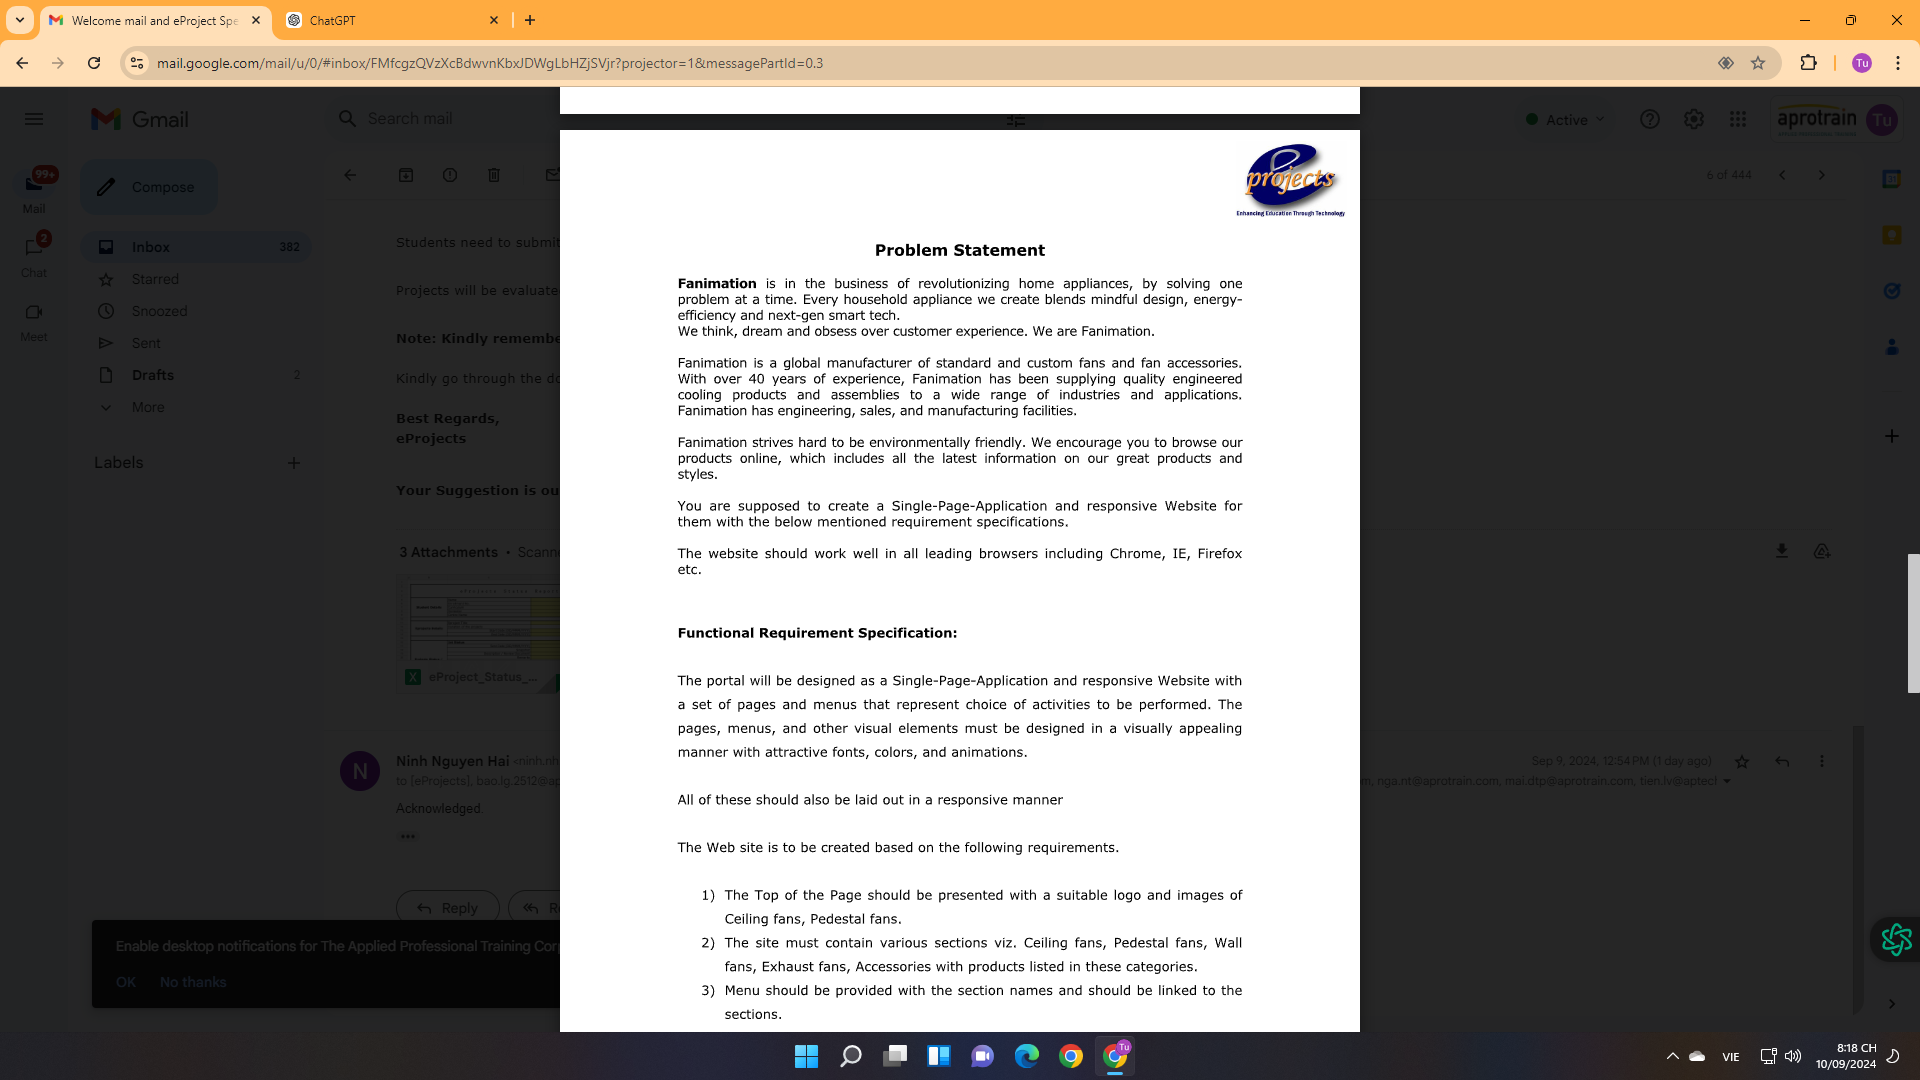 Welcome mail and eProject Spe
ChatGPT
mail.google.com/mail/u/0/#inbox/FMfcgzQVzXcBdwvnKbxJDWgLbHZjSVjr?projector=1&messagePartId=0.3
Tu
Gmail
Search mail
Active
aprotrain
Tu
99+
Mail
Compose
6 of 444
2
Chat
Meet
Inbox 382
Starred
Snoozed
Sent
Drafts 2
More
Labels
Students need to submit
Projects will be evaluate
Note: Kindly remembe
Kindly go through the do
Best Regards,
eProjects
Your Suggestion is ou
3 Attachments • Scann
eProject_Status_...
N
Ninh Nguyen Hai <ninh.nh
to [eProjects], bao.lg.2512@ap
Acknowledged.
Sep 9, 2024, 12:54 PM (1 day ago)
m, nga.nt@aprotrain.com, mai.dtp@aprotrain.com, tien.lv@aptecl
Reply
Enable desktop notifications for The Applied Professional Training Corp
OK No thanks
e
projects
Enhancing Education Through Technology
Problem Statement
Fanimation is in the business of revolutionizing home appliances, by solving one
problem at a time. Every household appliance we create blends mindful design, energy-
efficiency and next-gen smart tech.
We think, dream and obsess over customer experience. We are Fanimation.
Fanimation is a global manufacturer of standard and custom fans and fan accessories.
With over 40 years of experience, Fanimation has been supplying quality engineered
cooling products and assemblies to a wide range of industries and applications.
Fanimation has engineering, sales, and manufacturing facilities.
Fanimation strives hard to be environmentally friendly. We encourage you to browse our
products online, which includes all the latest information on our great products and
styles.
You are supposed to create a Single-Page-Application and responsive Website for
them with the below mentioned requirement specifications.
The website should work well in all leading browsers including Chrome, IE, Firefox
etc.
Functional Requirement Specification:
The portal will be designed as a Single-Page-Application and responsive Website with
a set of pages and menus that represent choice of activities to be performed. The
pages, menus, and other visual elements must be designed in a visually appealing
manner with attractive fonts, colors, and animations.
All of these should also be laid out in a responsive manner
The Web site is to be created based on the following requirements.
1) The Top of the Page should be presented with a suitable logo and images of
Ceiling fans, Pedestal fans.
2) The site must contain various sections viz. Ceiling fans, Pedestal fans, Wall
fans, Exhaust fans, Accessories with products listed in these categories.
3) Menu should be provided with the section names and should be linked to the
sections.
Tu
VIE
8:18 CH
10/09/2024